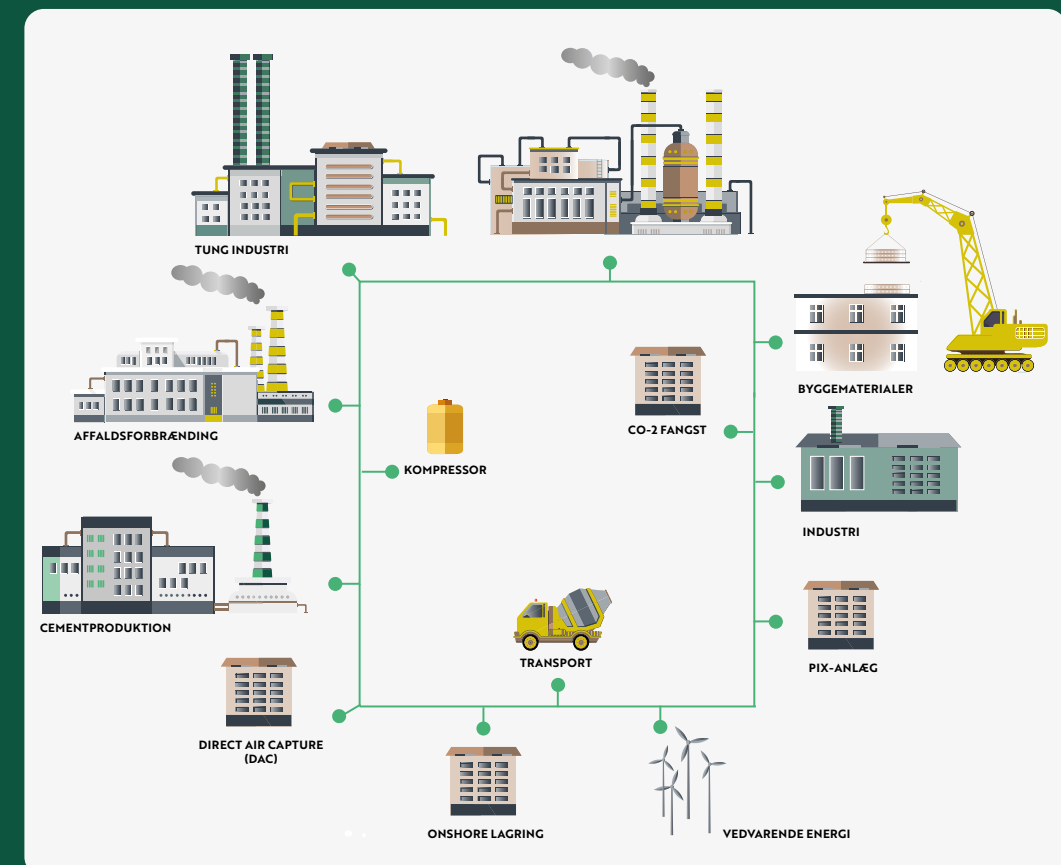 TUNG INDUSTRI
BYGGEMATERIALER
AFFALDSFORBRÆNDING
CO-2 FANGST
KOMPRESSOR
INDUSTRI
CEMENTPRODUKTION
TRANSPORT
PIX-ANLÆG
DIRECT AIR CAPTURE
(DAC)
ONSHORE LAGRING
VEDVARENDE ENERGI